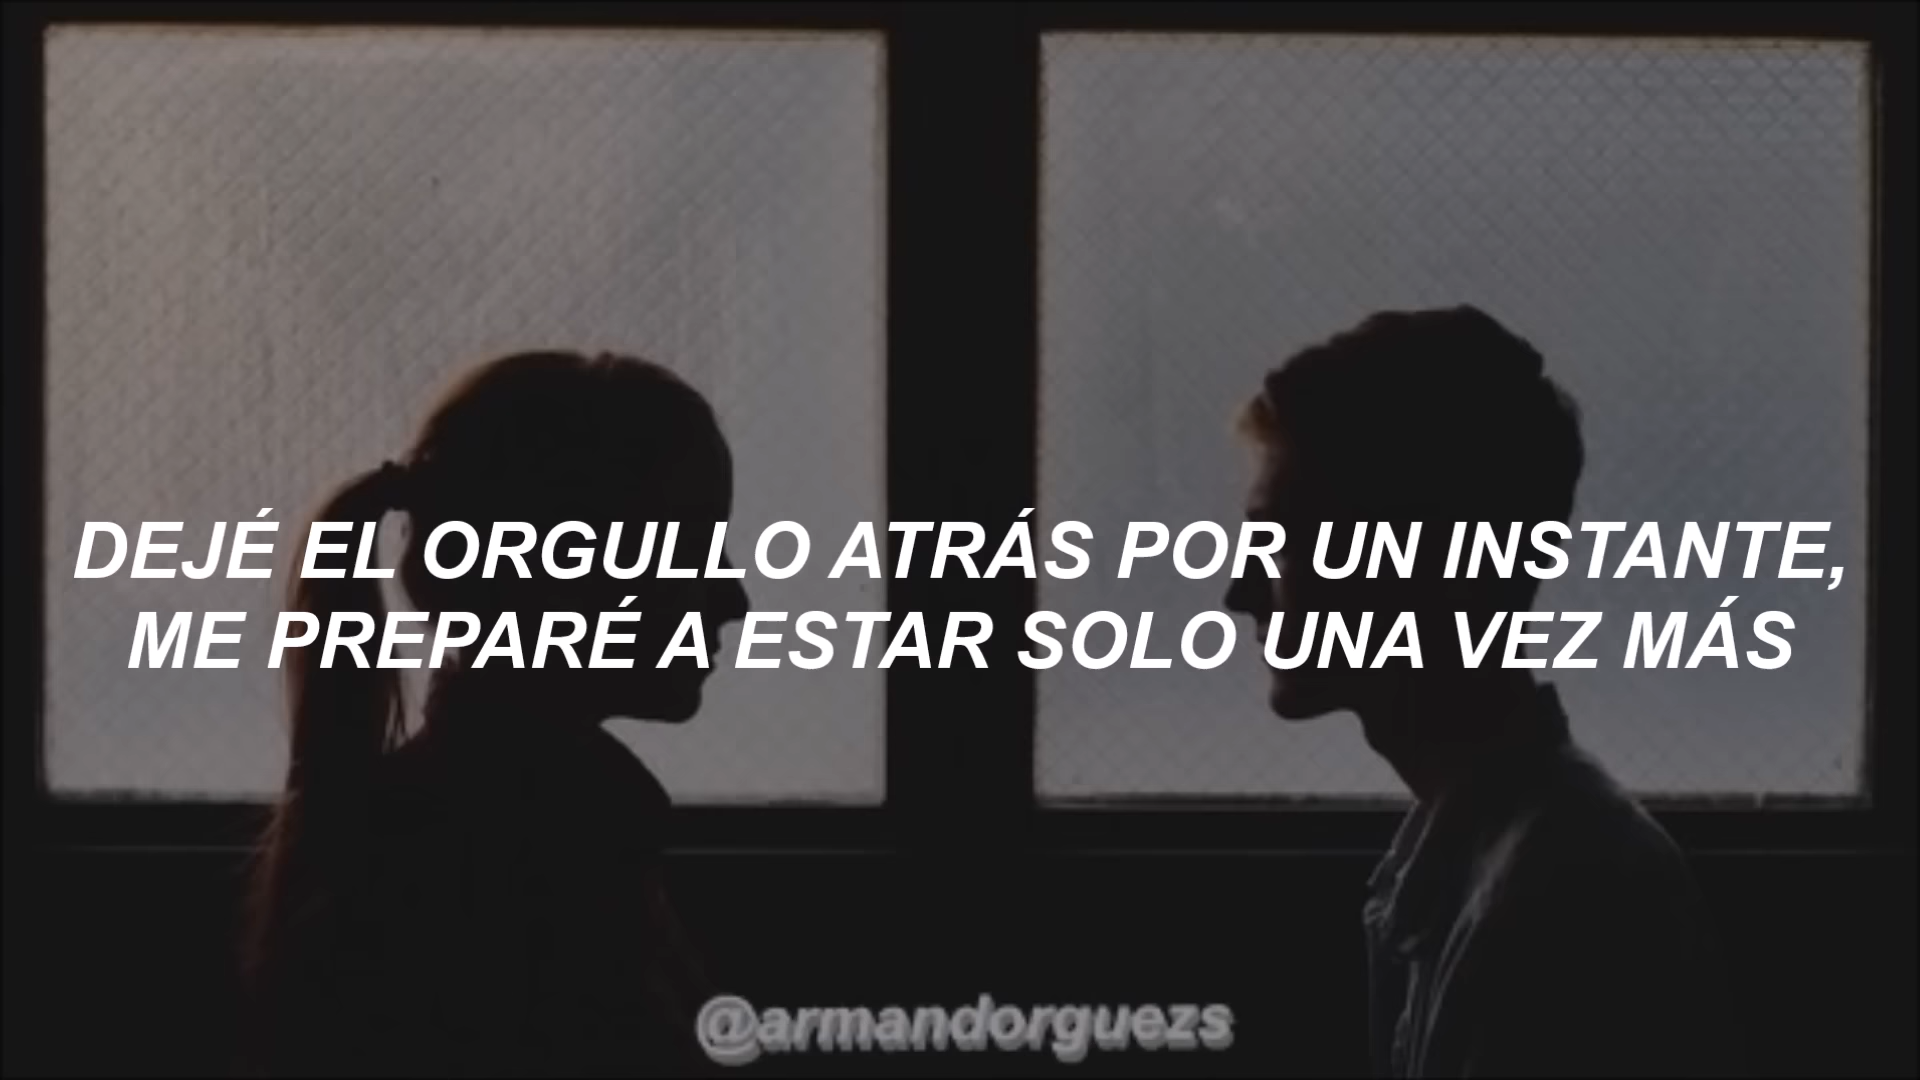 DEJÉ EL ORGULLO ATRÁS POR UN INSTANTE,
ME PREPARÉ A ESTAR SOLO UNA VEZ MÁS
@armandorguezs